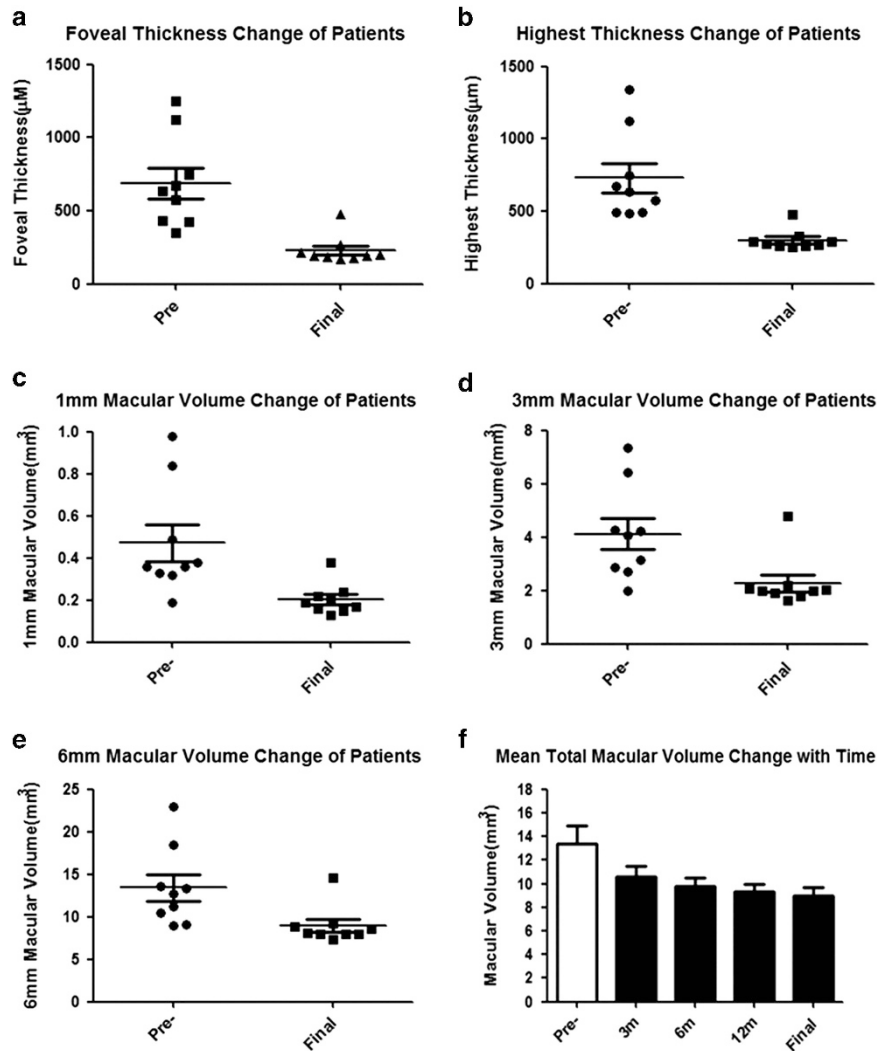 a
Foveal Thickness Change of Patients
Foveal Thickness(µM)
1500
1000
500
0
Pre
Final
b
Highest Thickness Change of Patients
Highest Thickness(µm)
1500
1000
500
0
Pre-
Final
c
1mm Macular Volume Change of Patients
1mm Macular Volume(mm³)
1.0
0.8
0.6
0.4
0.2
0.0
Pre-
Final
d
3mm Macular Volume Change of Patients
3mm Macular Volume(mm³)
8
6
4
2
0
Pre-
Final
e
6mm Macular Volume Change of Patients
6mm Macular Volume(mm³)
25
20
15
10
5
0
Pre-
Final
f
Mean Total Macular Volume Change with Time
Macular Volume(mm³)
18
16
14
12
10
8
6
4
2
0
Pre-
3m
6m
12m
Final